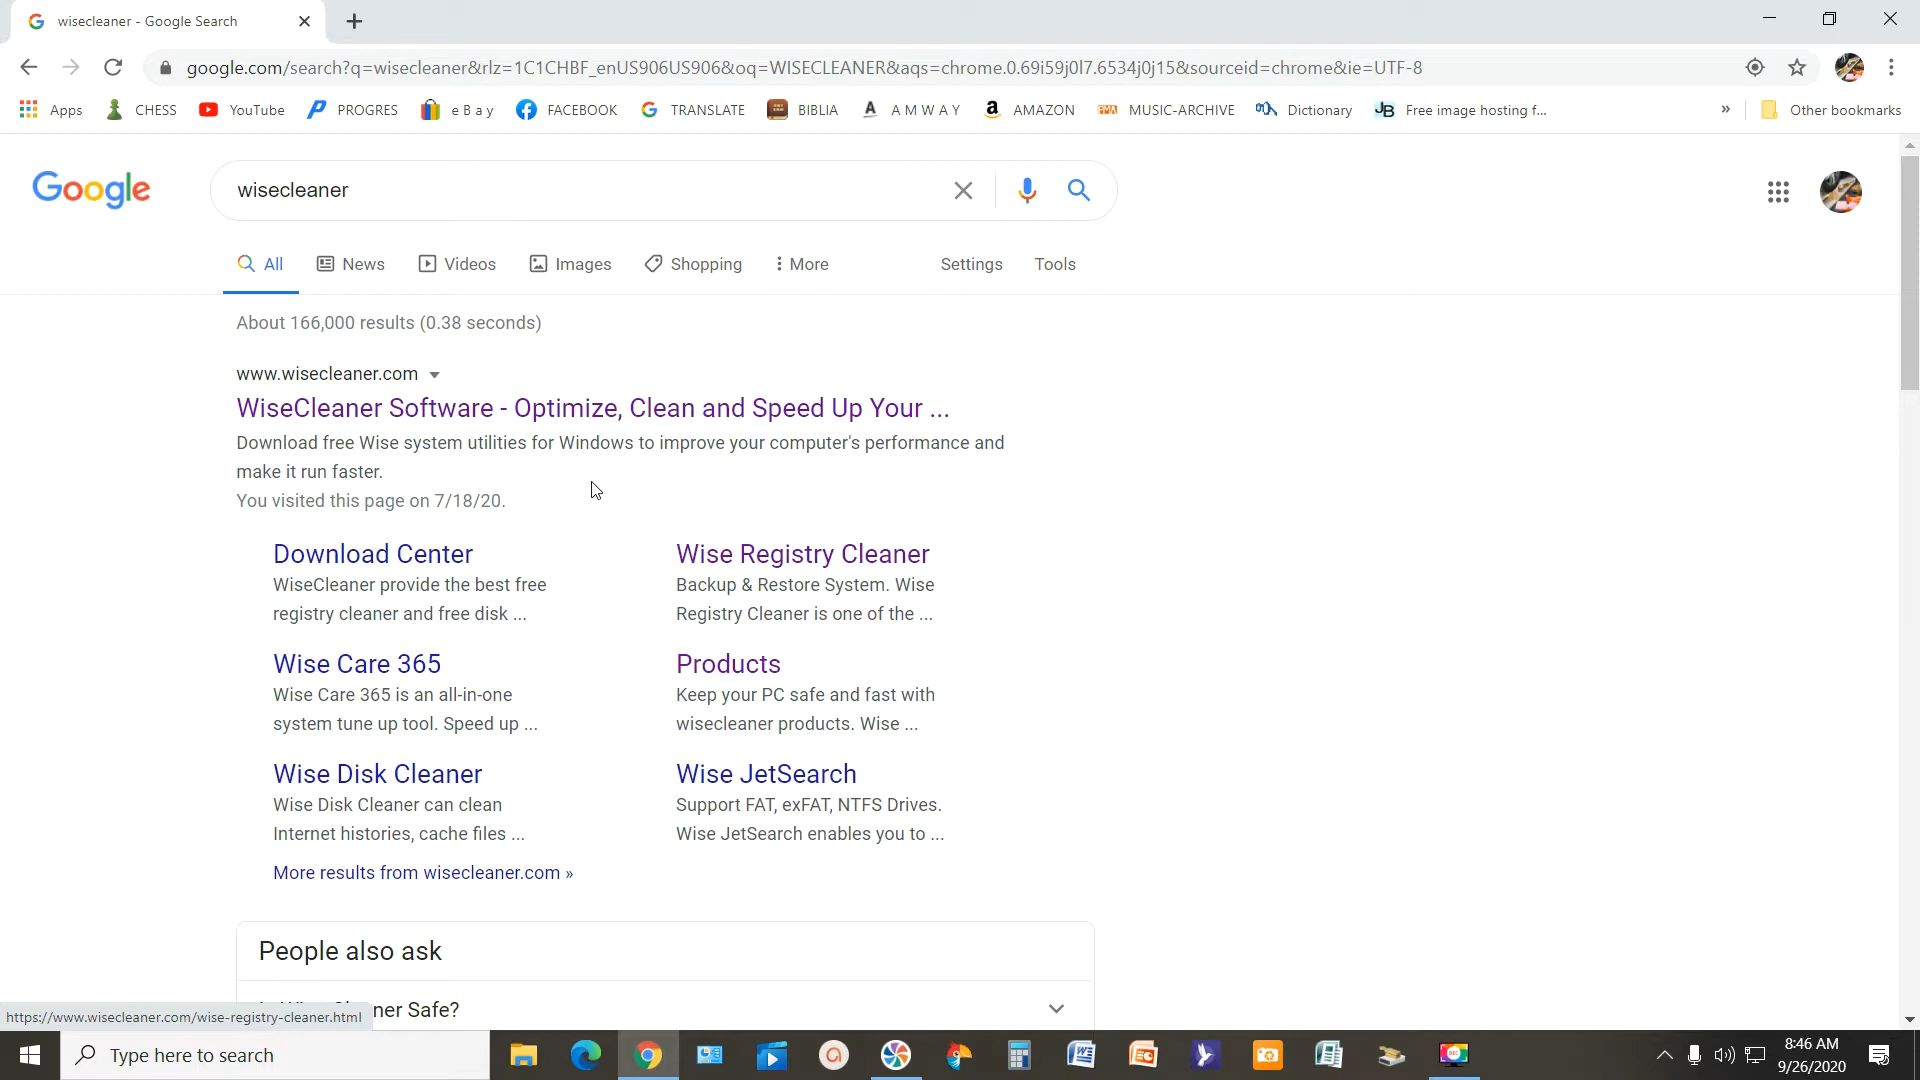 wisecleaner - Google Search
google.com/search?q=wisecleaner&rlz=1C1CHBF_enUS906US906&oq=WISECLEANER&aqs=chrome.0.69i59j0l7.6534j0j15&sourceid=chrome&ie=UTF-8
Apps CHESS YouTube PROGRES eBay FACEBOOK TRANSLATE BIBLIA AMWAY AMAZON MUSIC-ARCHIVE Dictionary Free image hosting f... » Other bookmarks
Google
wisecleaner
All News Videos Images Shopping More Settings Tools
About 166,000 results (0.38 seconds)
www.wisecleaner.com
WiseCleaner Software - Optimize, Clean and Speed Up Your ...
Download free Wise system utilities for Windows to improve your computer's performance and
make it run faster.
You visited this page on 7/18/20.
Download Center
WiseCleaner provide the best free
registry cleaner and free disk ...
Wise Registry Cleaner
Backup & Restore System. Wise
Registry Cleaner is one of the ...
Wise Care 365
Wise Care 365 is an all-in-one
system tune up tool. Speed up ...
Products
Keep your PC safe and fast with
wisecleaner products. Wise ...
Wise Disk Cleaner
Wise Disk Cleaner can clean
Internet histories, cache files ...
Wise JetSearch
Support FAT, exFAT, NTFS Drives.
Wise JetSearch enables you to ...
More results from wisecleaner.com »
People also ask
ner Safe?
https://www.wisecleaner.com/wise-registry-cleaner.html
Type here to search
8:46 AM
9/26/2020